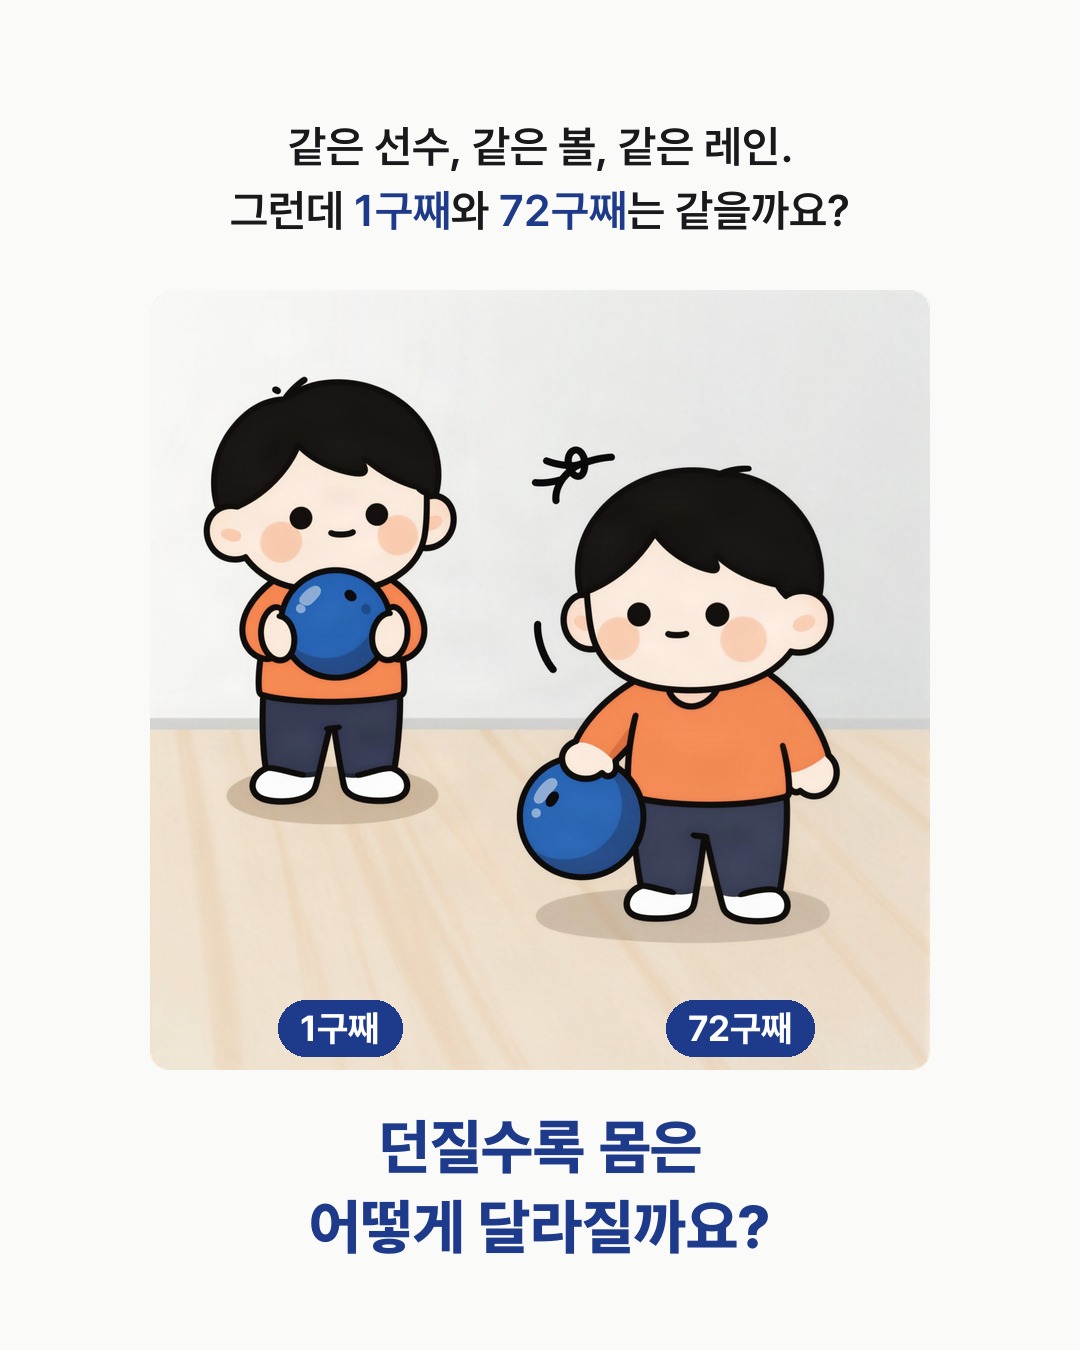 같은 선수, 같은 볼, 같은 레인.
그런데 1구째와 72구째는 같을까요?
1구째
72구째
던질수록 몸은
어떻게 달라질까요?